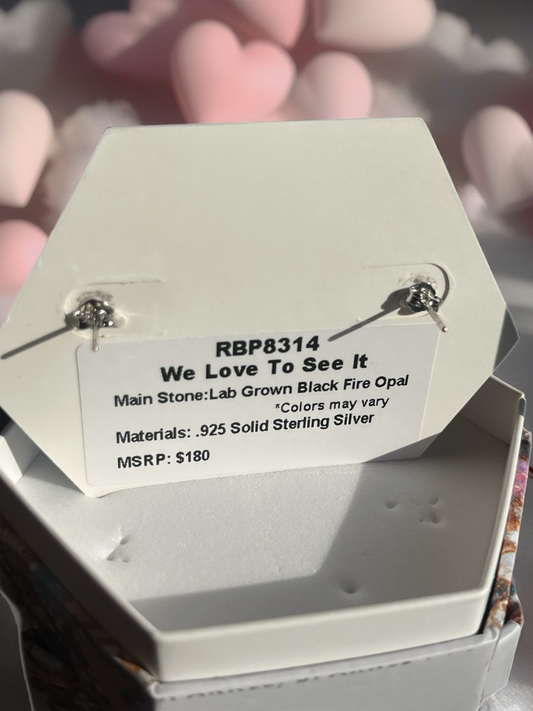 RBP8314
We Love To See It
Main Stone:Lab Grown Black Fire Opal
*Colors may vary
Materials: .925 Solid Sterling Silver
MSRP: $180